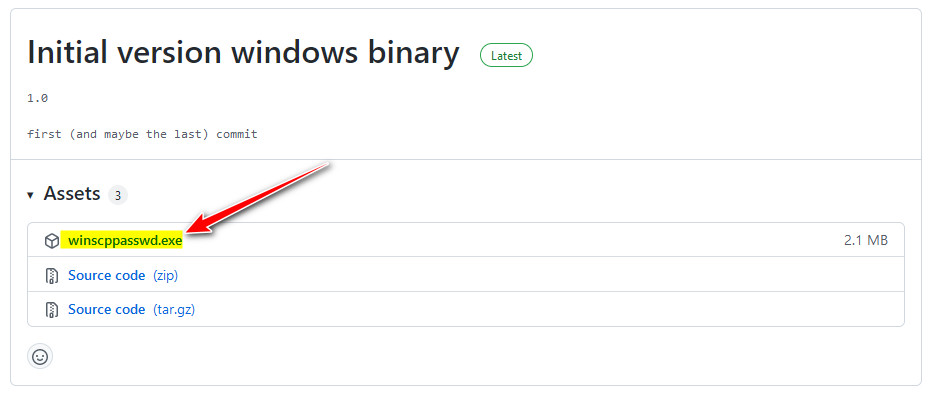 Initial version windows binary Latest
1.0
first (and maybe the last) commit
Assets 3
winscppasswd.exe 2.1 MB
Source code (zip)
Source code (tar.gz)